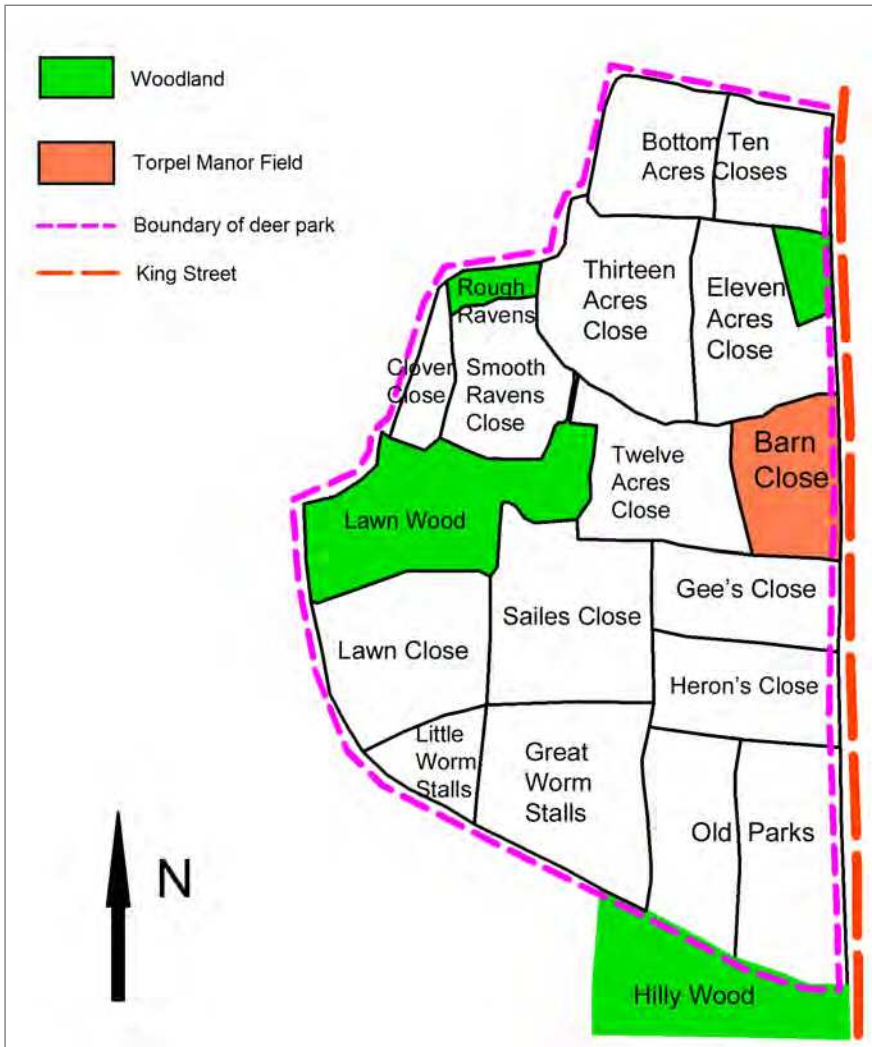 Woodland
Torpel Manor Field
Boundary of deer park
King Street
Bottom Ten
Acres Closes
Thirteen
Acres
Close
Eleven
Acres
Close
Rough
Ravens
Clover
Close
Smooth
Ravens
Close
Barn
Close
Twelve
Acres
Close
Lawn Wood
Gee's Close
Sailes Close
Lawn Close
Heron's Close
Little
Worm
Stalls
Great
Worm
Stalls
Old Parks
N
Hilly Wood